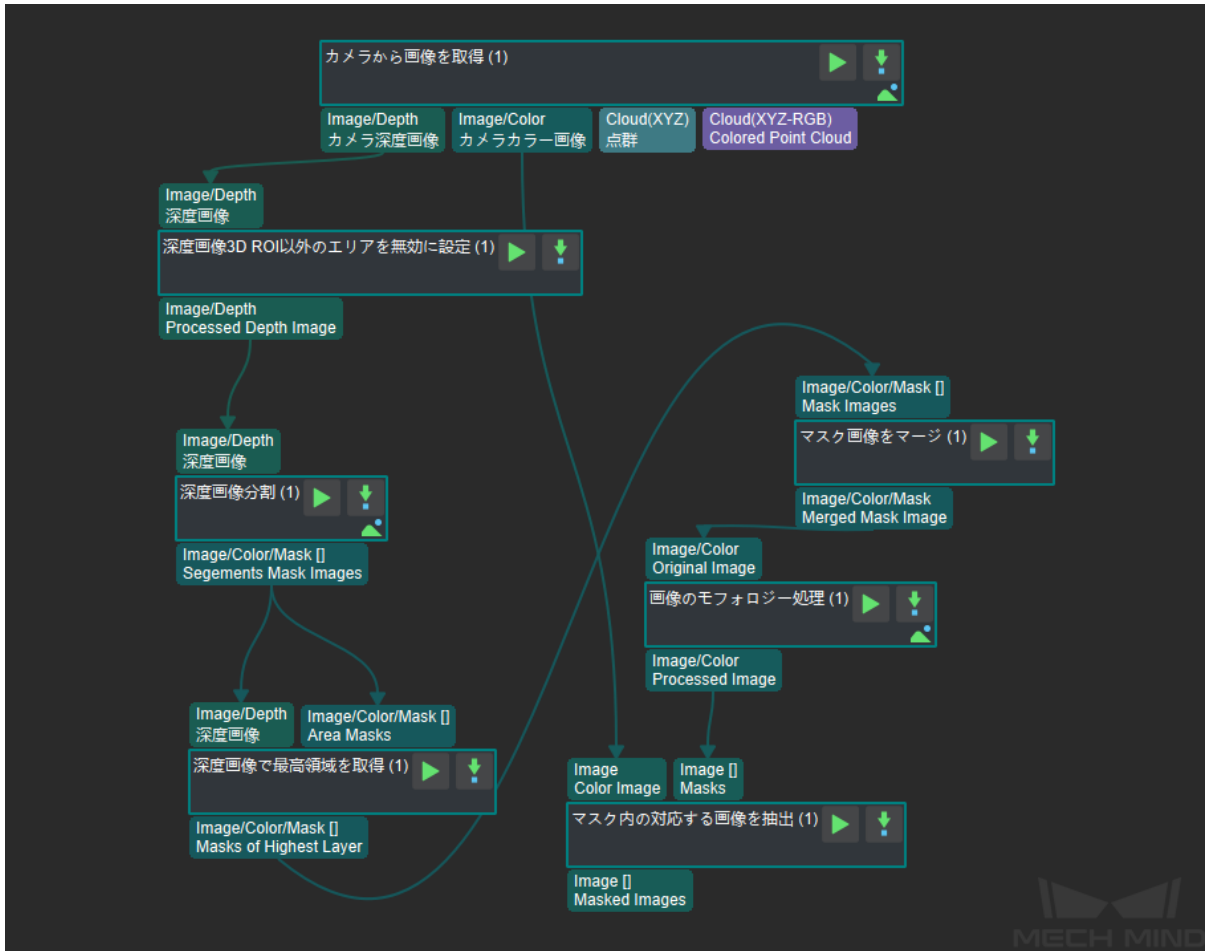 カメラから画像を取得 (1)
Image/Depth
カメラ深度画像
Image/Color
カメラカラー画像
Cloud(XYZ)
点群
Cloud(XYZ-RGB)
Colored Point Cloud
Image/Depth
深度画像
深度画像3D ROI以外のエリアを無効に設定 (1)
Image/Depth
Processed Depth Image
Image/Depth
深度画像
深度画像分割 (1)
Image/Color/Mask []
Segements Mask Images
Image/Depth
深度画像
Image/Color/Mask []
Area Masks
深度画像で最高領域を取得 (1)
Image/Color/Mask []
Masks of Highest Layer
Image/Color/Mask []
Mask Images
マスク画像をマージ (1)
Image/Color/Mask
Merged Mask Image
Image/Color
Original Image
画像のモフォロジー処理 (1)
Image/Color
Processed Image
Image
Color Image
Image []
Masks
マスク内の対応する画像を抽出 (1)
Image []
Masked Images
MECH MIND